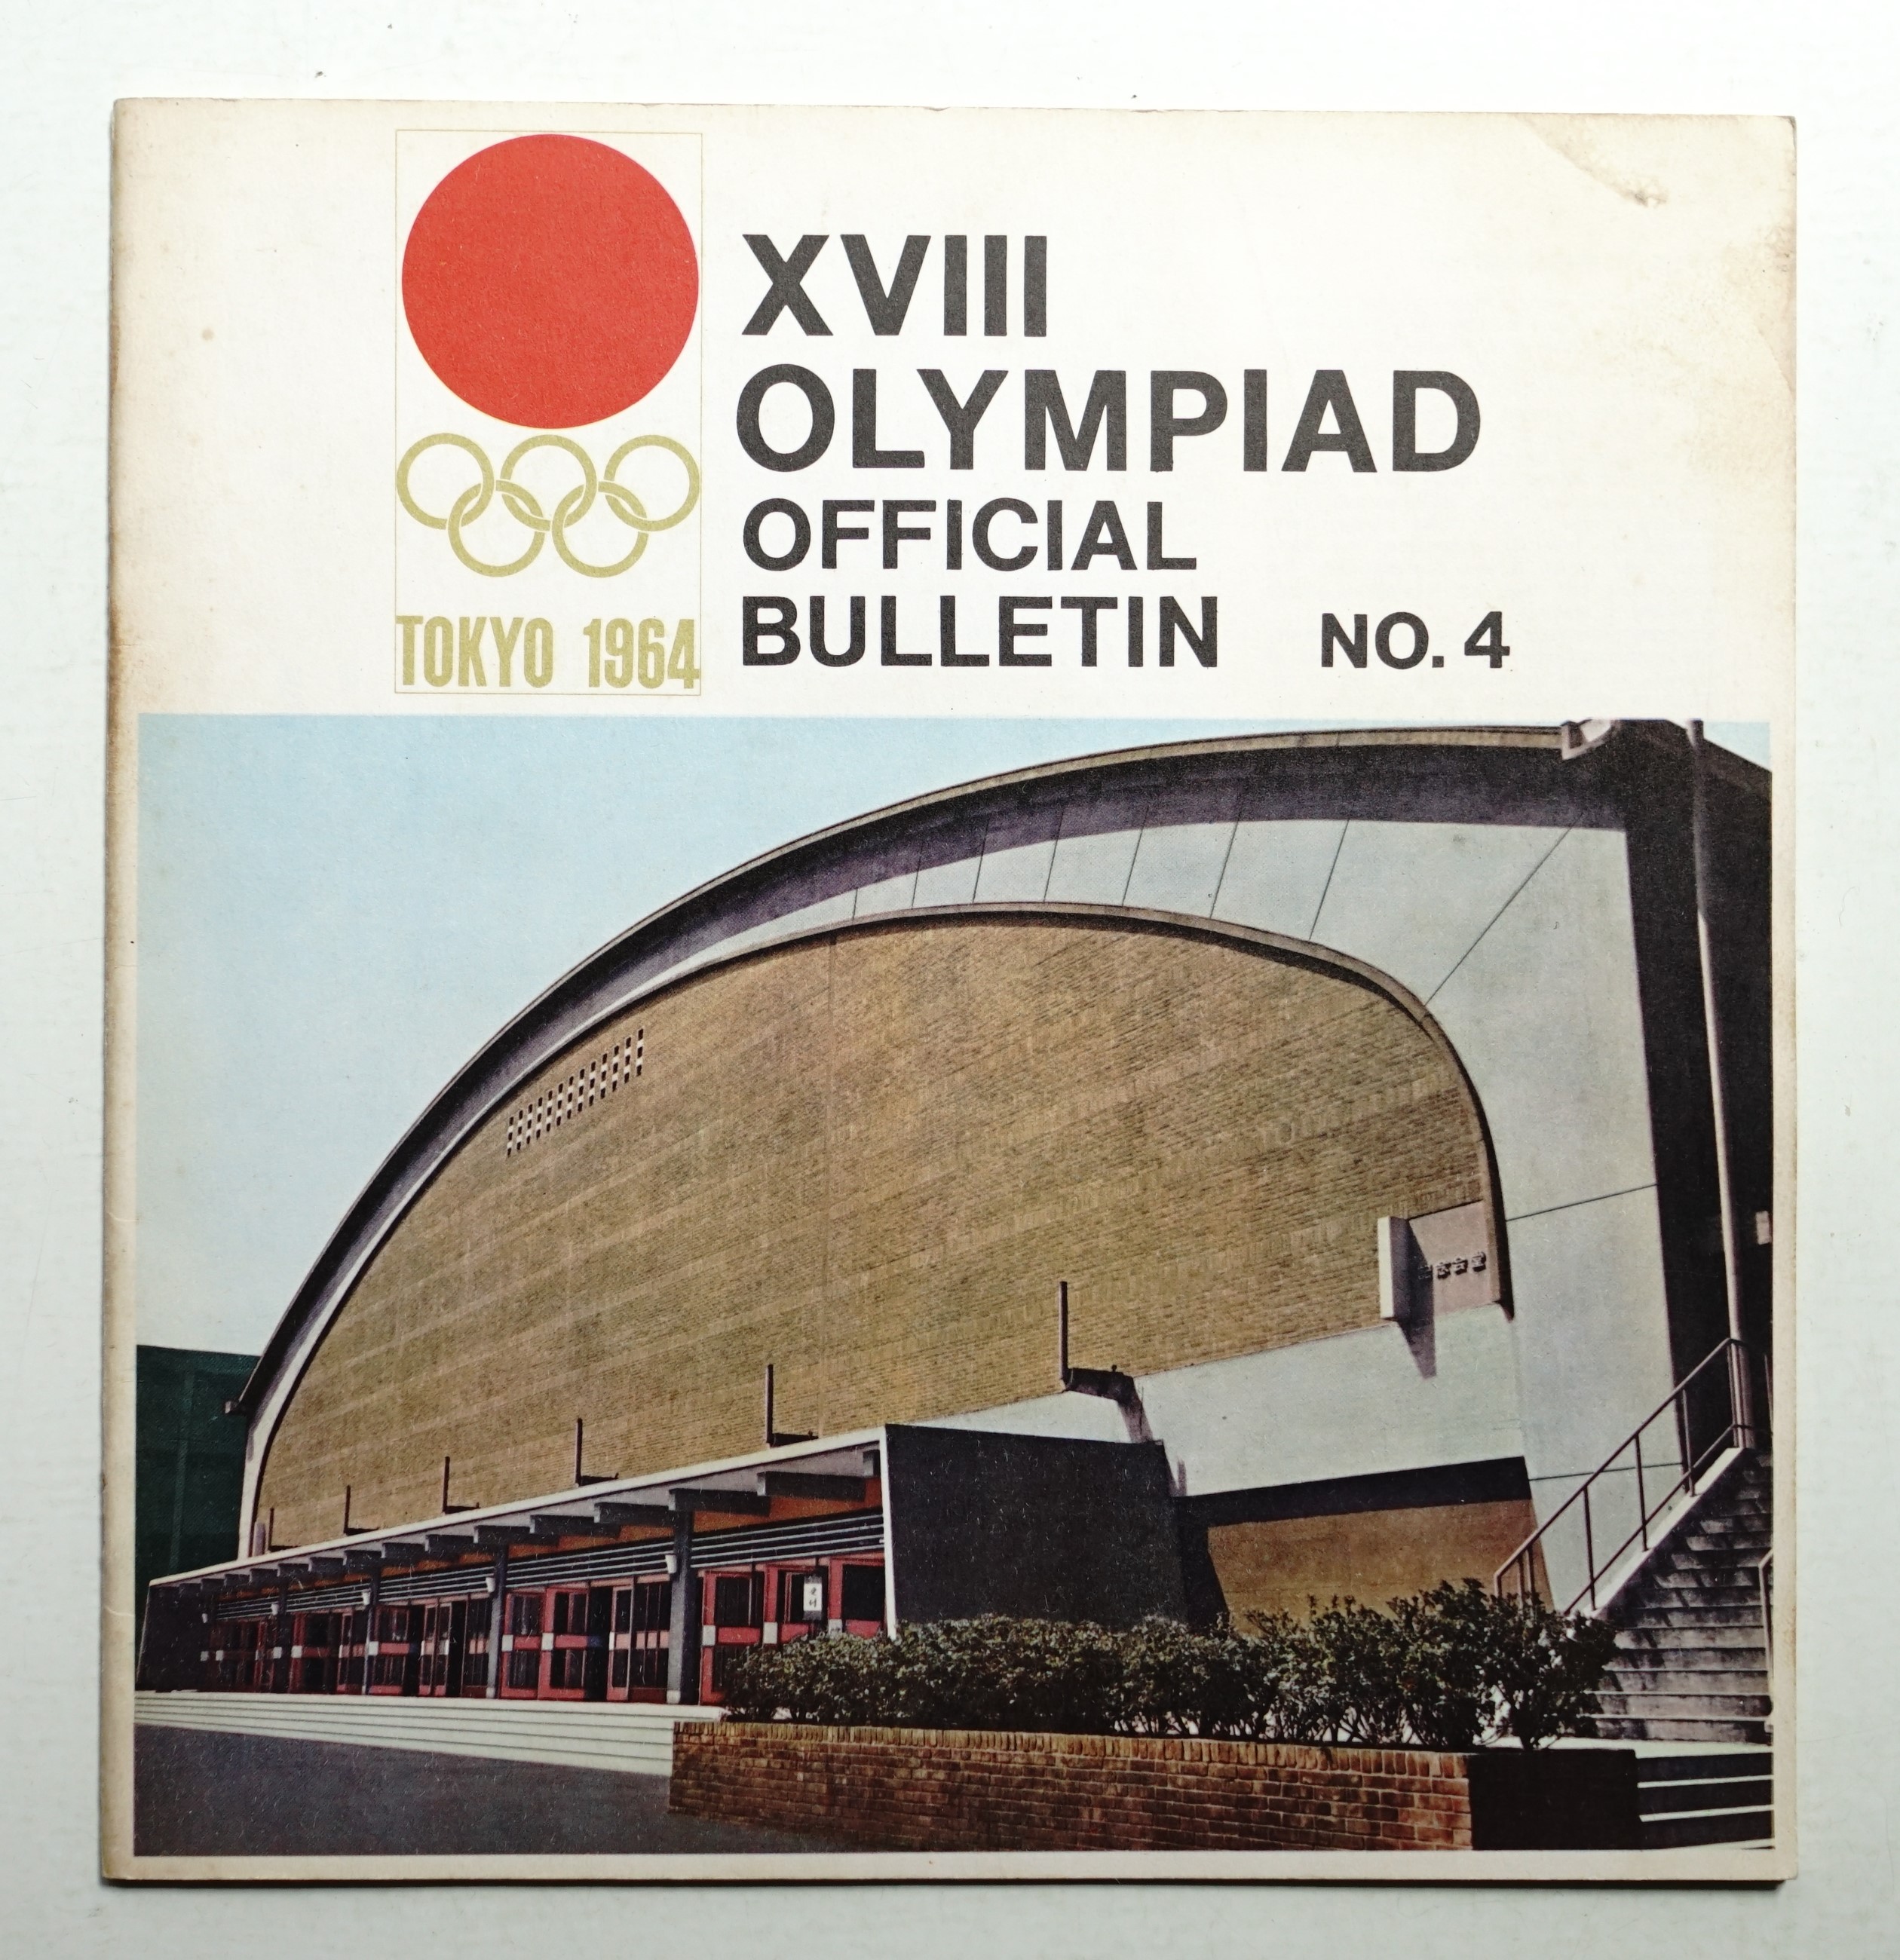 XVIII
OLYMPIAD
OFFICIAL
BULLETIN NO. 4
TOKYO 1964